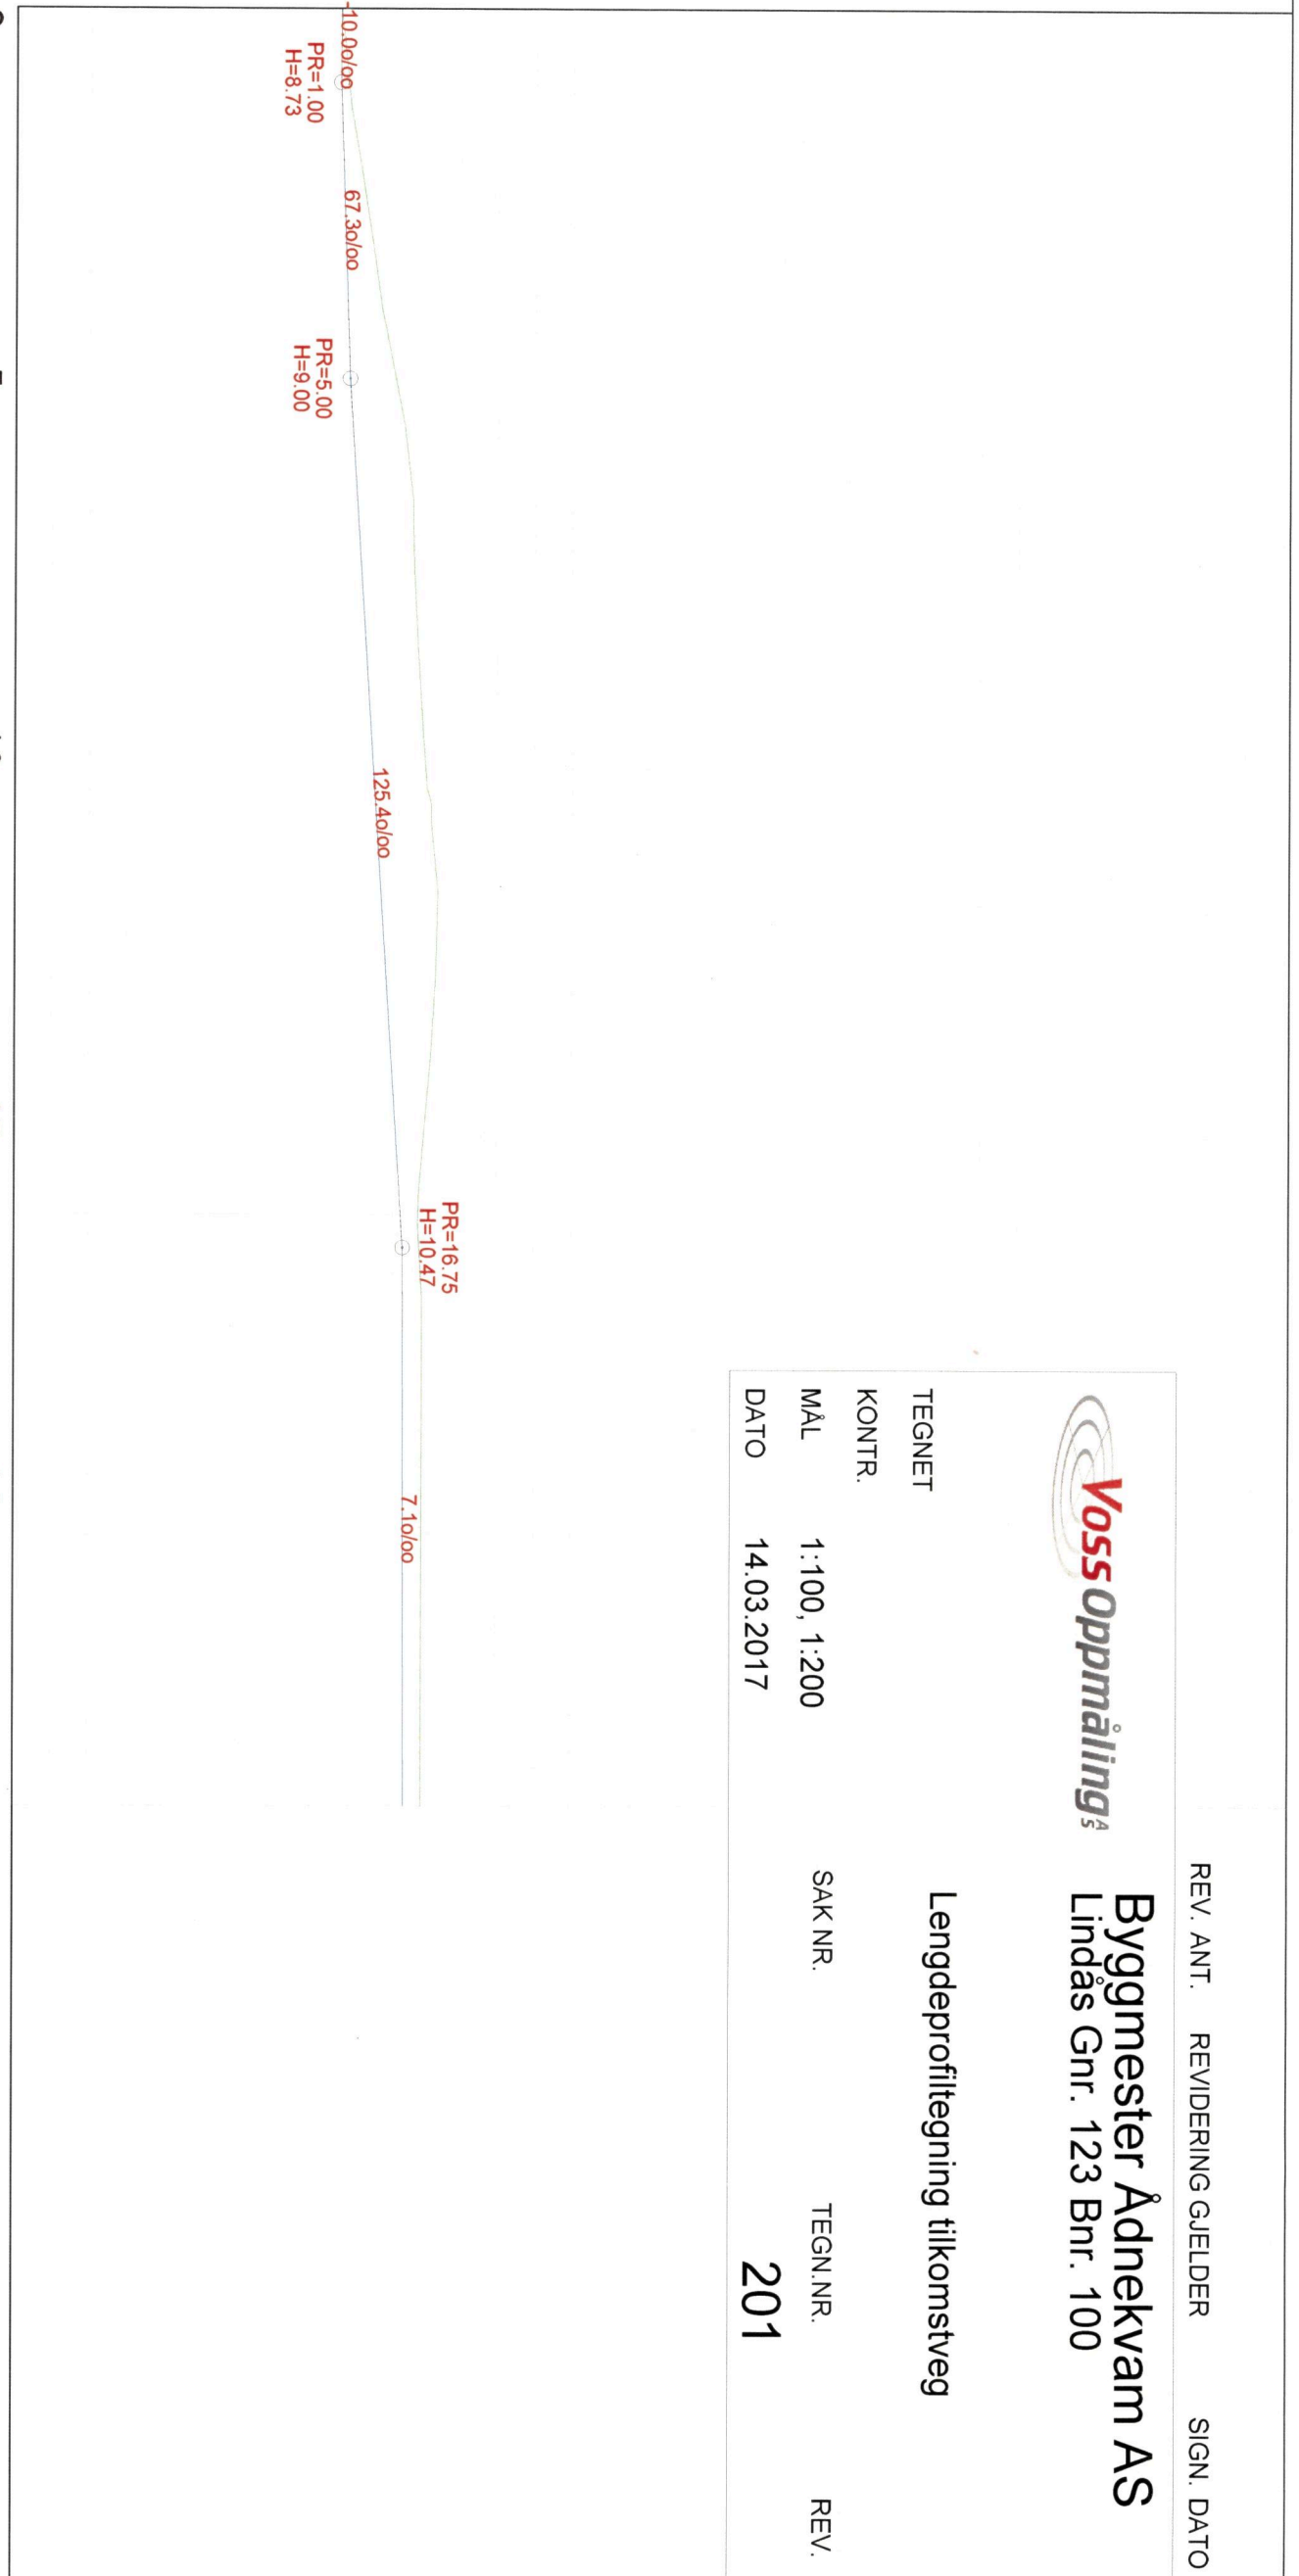 REV. ANT. REVIDERING GJELDER SIGN. DATO
Byggmester Ådnekvam AS
Lindås Gnr. 123 Bnr. 100
VossOppmåling AS
Lengdeprofiltegning tilkomstveg
TEGNET
KONTR.
MÅL 1:100, 1:200 SAK NR. TEGN.NR. REV.
DATO 14.03.2017 201
-10.0o/oo
PR=1.00
H=8.73
67.3o/oo
PR=5.00
H=9.00
125.4o/oo
PR=16.75
H=10.47
7.1o/oo